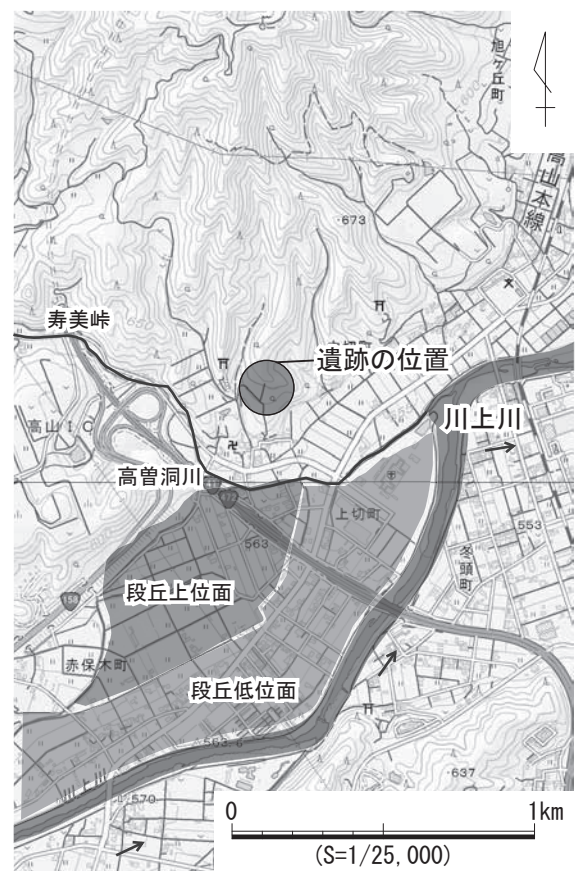 旭ヶ丘町
高山本線
673
寿美峠
遺跡の位置
高山IC
川上川
高曽洞川
472
上切町
553
563
冬頭町
段丘上位面
158
赤保木町
段丘低位面
563.6
川上川
570
637
0 1km
(S=1/25,000)